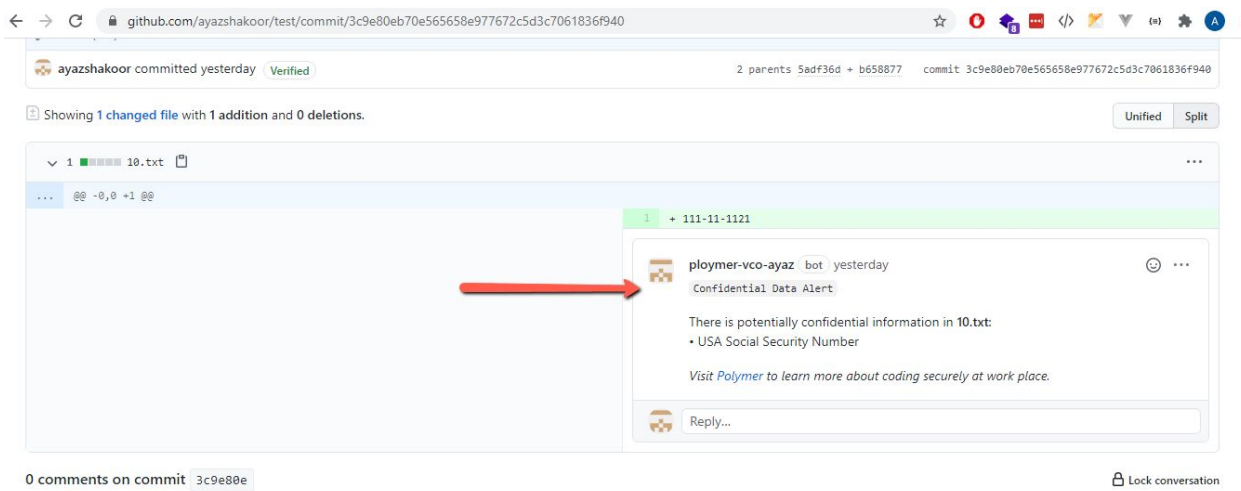 github.com/ayazshakoor/test/commit/3c9e80eb70e565658e977672c5d3c7061836f940
8
A
ayazshakoor committed yesterday Verified 2 parents 5adf36d + b658877 commit 3c9e80eb70e565658e977672c5d3c7061836f940
Showing 1 changed file with 1 addition and 0 deletions. Unified Split
1 10.txt
... @@ -0,0 +1 @@
1 + 111-11-1121
ploymer-vco-ayaz bot yesterday
Confidential Data Alert
There is potentially confidential information in 10.txt:
• USA Social Security Number
Visit Polymer to learn more about coding securely at work place.
Reply...
0 comments on commit 3c9e80e Lock conversation